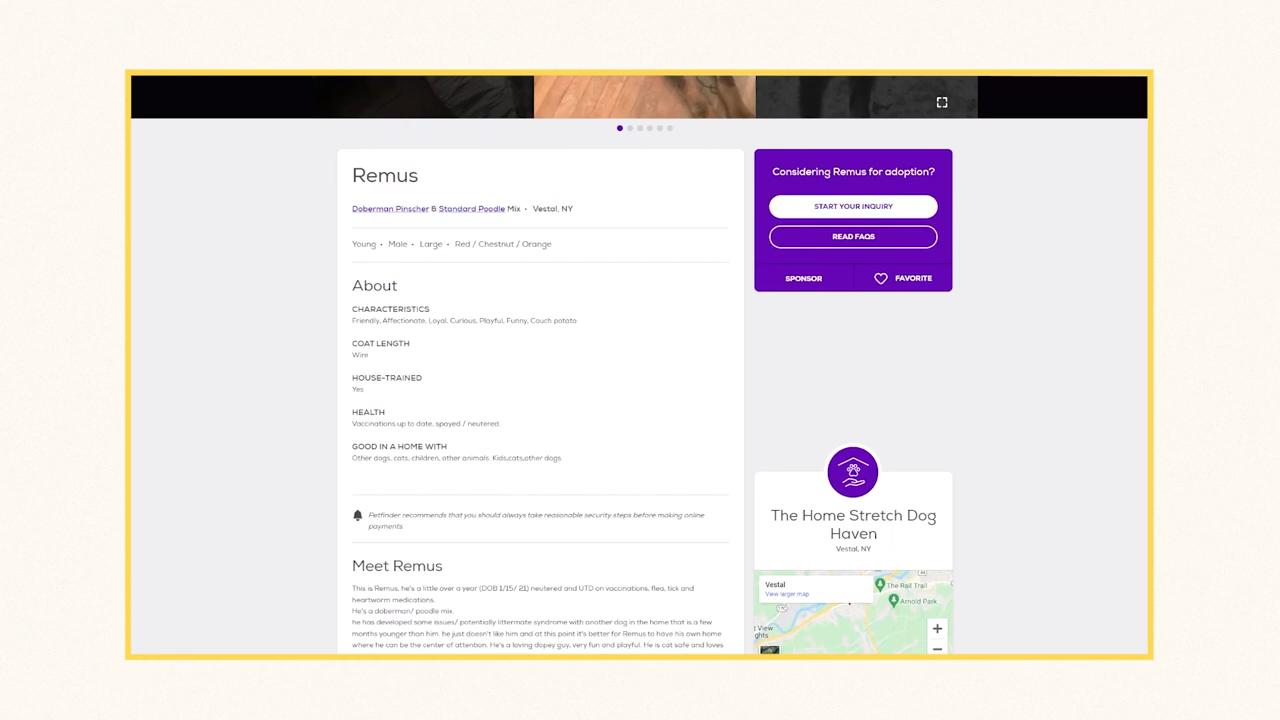 Remus
Doberman Pinscher & Standard Poodle Mix • Vestal, NY
Young • Male • Large • Red / Chestnut / Orange
About
CHARACTERISTICS
Friendly, Affectionate, Loyal, Curious, Playful, Funny, Couch potato
COAT LENGTH
Wire
HOUSE-TRAINED
Yes
HEALTH
Vaccinations up to date, spayed / neutered.
GOOD IN A HOME WITH
Other dogs, cats, children, other animals. Kids,cats,other dogs.
Petfinder recommends that you should always take reasonable security steps before making online
payments.
Meet Remus
This is Remus, he's a little over a year (DOB 1/15/ 21) neutered and UTD on vaccinations, flea, tick and
heartworm medications.
He's a doberman/ poodle mix.
he has developed some issues/ potentially littermate syndrome with another dog in the home that is a few
months younger than him. he just doesn't like him and at this point it's better for Remus to have his own home
where he can be the center of attention. He's a loving dopey guy, very fun and playful. He is cat safe and loves
Considering Remus for adoption?
START YOUR INQUIRY
READ FAQS
SPONSOR
FAVORITE
The Home Stretch Dog
Haven
Vestal, NY
Vestal
View larger map
The Rail Trail
Arnold Park
t View
ghts
+
−